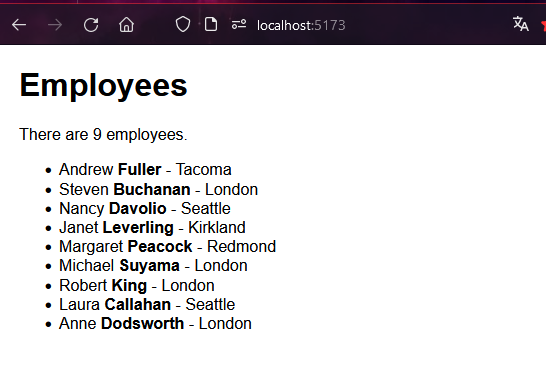 localhost:5173
Employees
There are 9 employees.
Andrew Fuller - Tacoma
Steven Buchanan - London
Nancy Davolio - Seattle
Janet Leverling - Kirkland
Margaret Peacock - Redmond
Michael Suyama - London
Robert King - London
Laura Callahan - Seattle
Anne Dodsworth - London